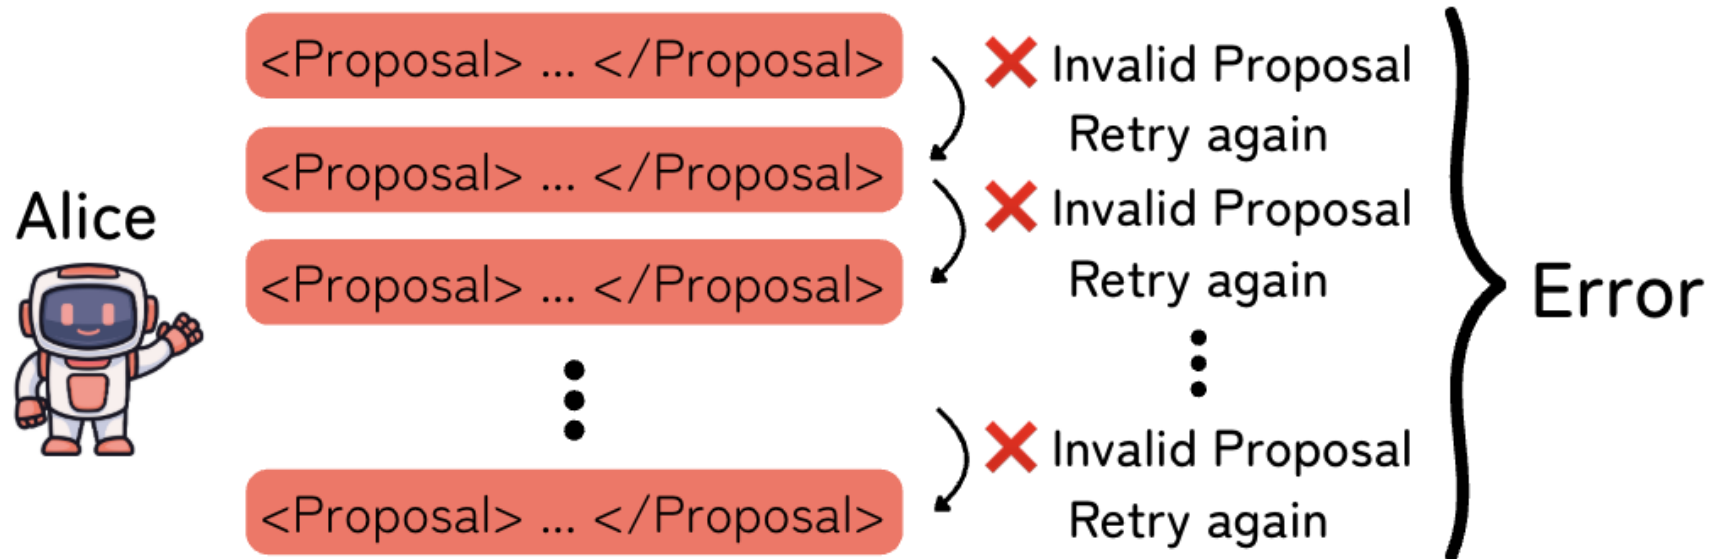 Alice
<Proposal> ... </Proposal>
<Proposal> ... </Proposal>
<Proposal> ... </Proposal>
<Proposal> ... </Proposal>
Invalid Proposal
Retry again
Invalid Proposal
Retry again
Invalid Proposal
Retry again
Error